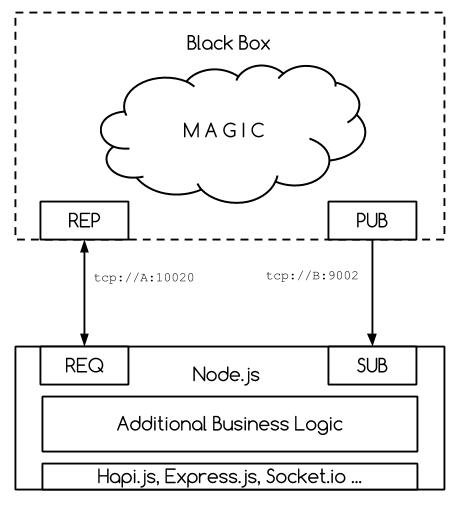 Black Box
MAGIC
REP
PUB
tcp://A:10020
tcp://B:9002
REQ
SUB
Node.js
Additional Business Logic
Hapi.js, Express.js, Socket.io ...